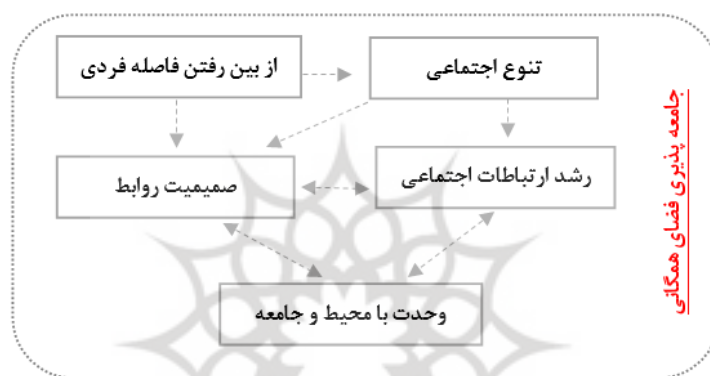 تنوع اجتماعی
از بین رفتن فاصله فردی
رشد ارتباطات اجتماعی
صمیمیت روابط
وحدت با محیط و جامعه
جامعه پذیری فضای همگانی